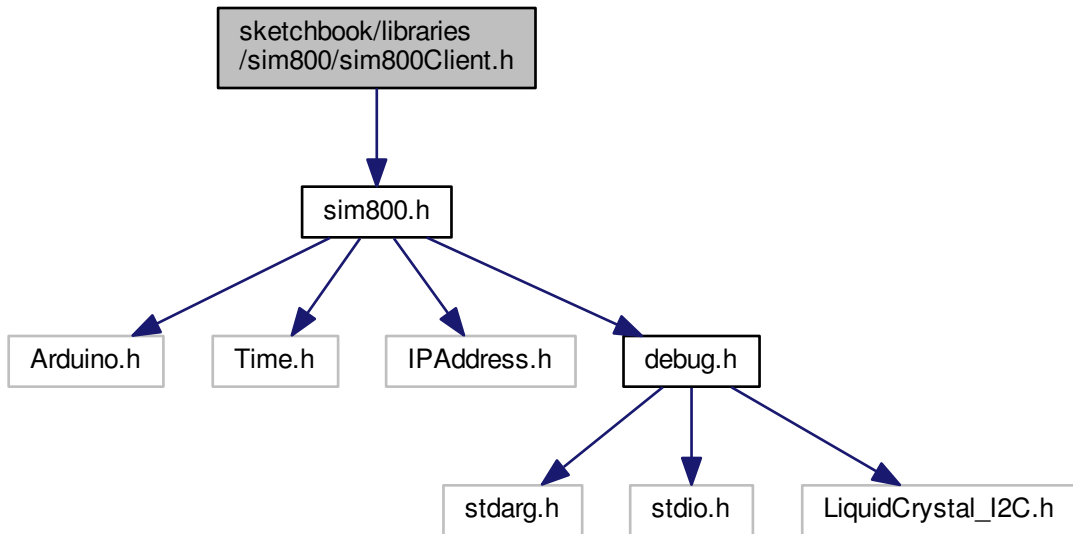 sketchbook/libraries
/sim800/sim800Client.h
sim800.h
Arduino.h
Time.h
IPAddress.h
debug.h
stdarg.h
stdio.h
LiquidCrystal_I2C.h